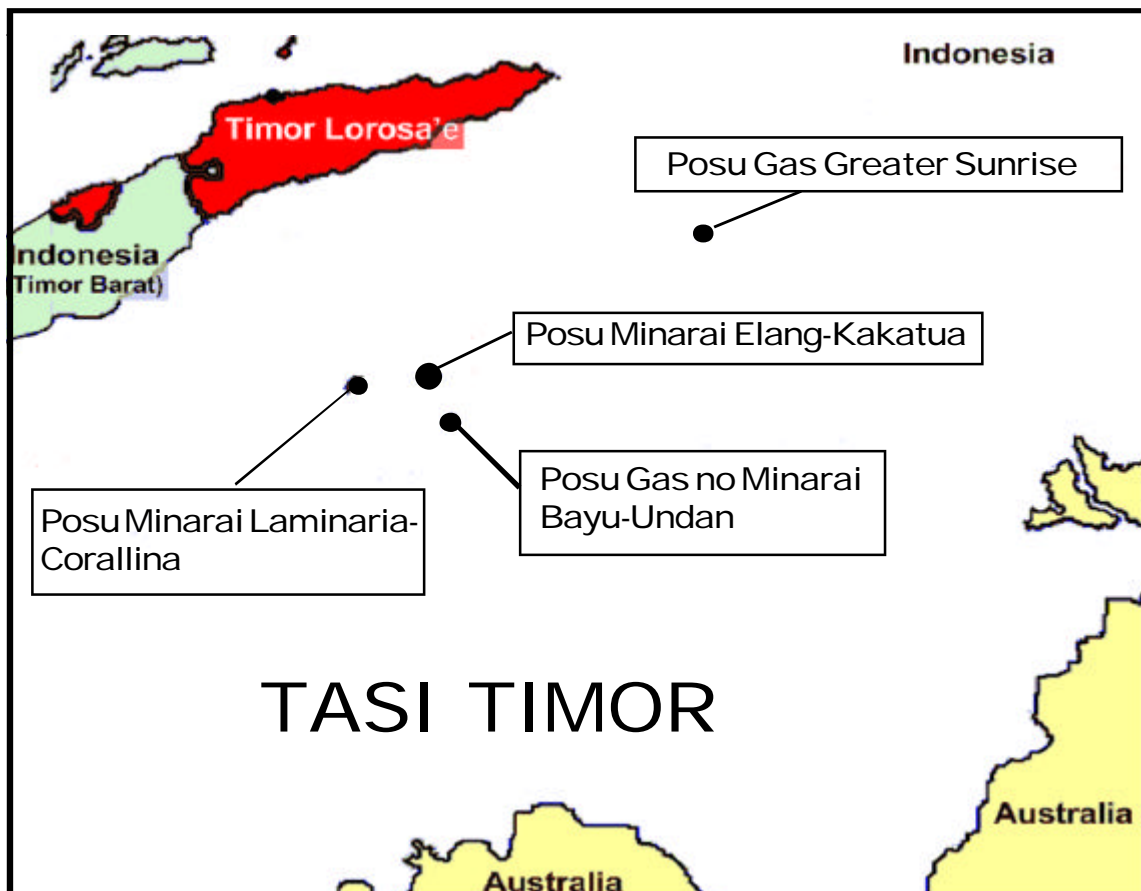 Indonesia
Timor Lorosa'e
Posu Gas Greater Sunrise
Indonesia
(Timor Barat)
Posu Minarai Elang-Kakatua
Posu Gas no Minarai
Bayu-Undan
Posu Minarai Laminaria-
Corallina
TASI TIMOR
Australia
Australia